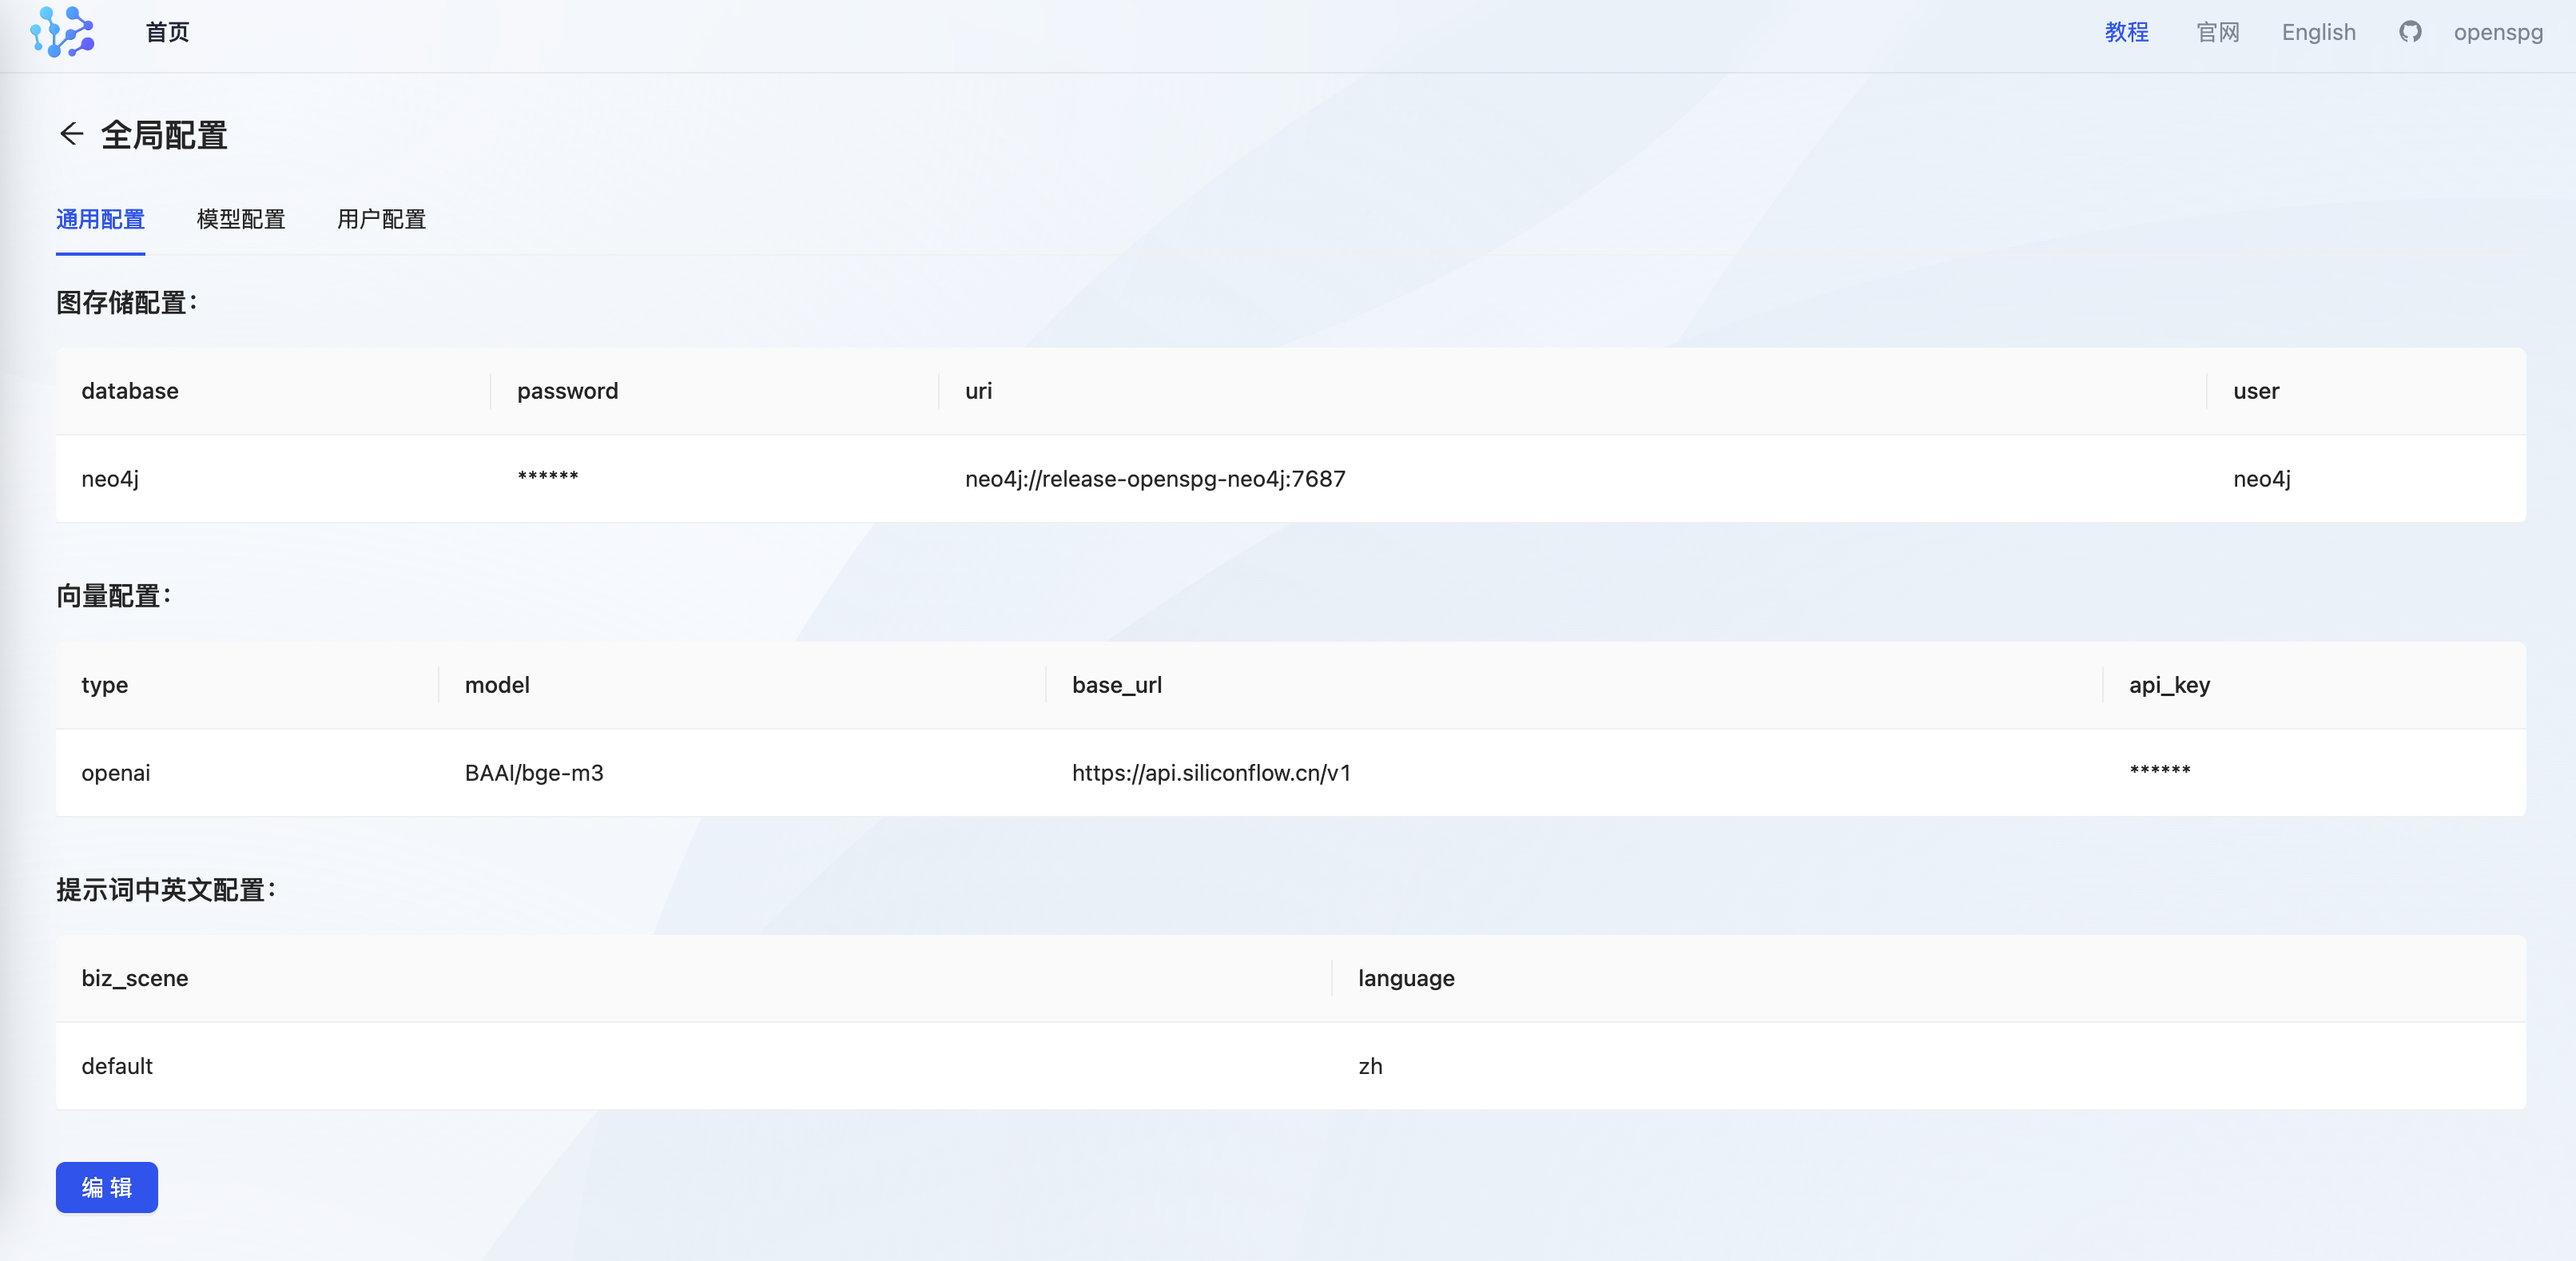 首页 教程 官网 English openspg
全局配置
通用配置 模型配置 用户配置
图存储配置：
database password uri user
neo4j ****** neo4j://release-openspg-neo4j:7687 neo4j
向量配置：
type model base_url api_key
openai BAAI/bge-m3 https://api.siliconflow.cn/v1 ******
提示词中英文配置：
biz_scene language
default zh
编 辑